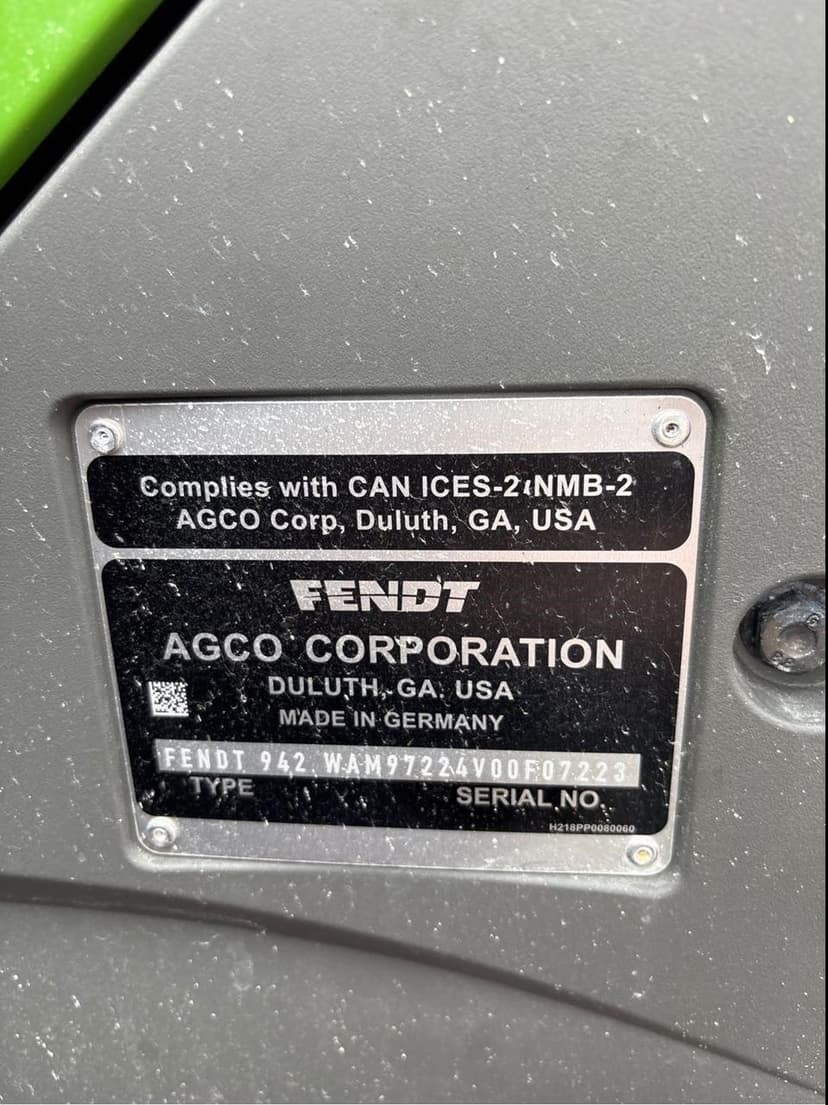 Complies with CAN ICES-2/NMB-2
AGCO Corp, Duluth, GA, USA
FENDT
AGCO CORPORATION
DULUTH, GA. USA
MADE IN GERMANY
FENDT 942 WAM97224V00F07223
TYPE SERIAL NO.
H218PP0080060